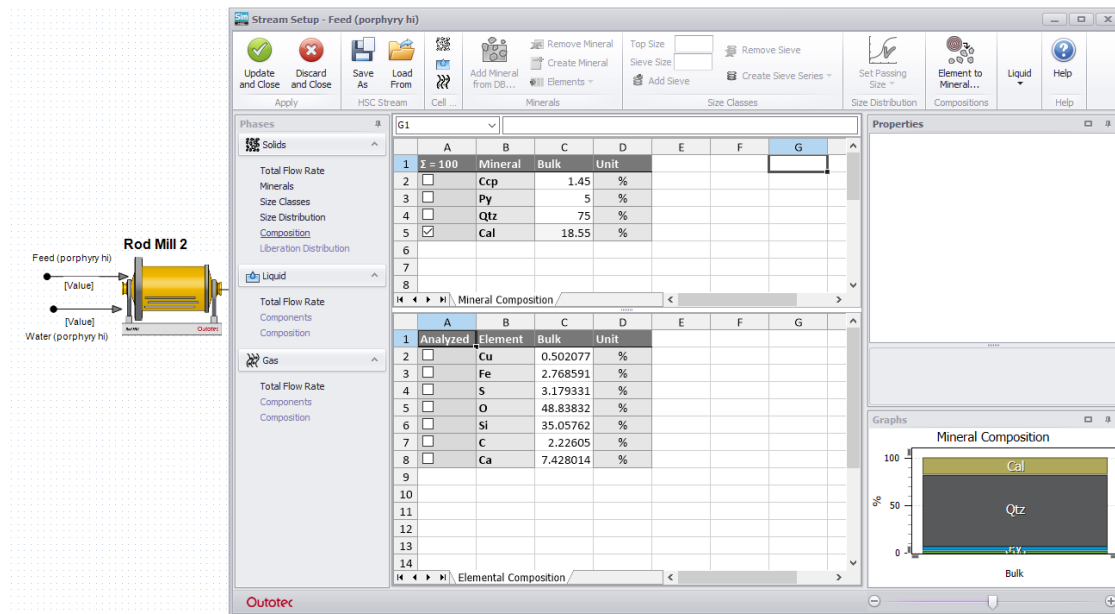 Stream Setup - Feed (porphyry hi)
Update and Close
Discard and Close
Apply
Save As
Load From
HSC Stream
Cell ...
Add Mineral from DB...
Remove Mineral
Create Mineral
Elements
Minerals
Top Size
Sieve Size
Add Sieve
Remove Sieve
Create Sieve Series
Size Classes
Set Passing Size
Size Distribution
Element to Mineral...
Compositions
Liquid
Help
Help
Rod Mill 2
Feed (porphyry hi)
[Value]
[Value]
Water (porphyry hi)
Outotec
Phases
Solids
Total Flow Rate
Minerals
Size Classes
Size Distribution
Composition
Liberation Distribution
Liquid
Total Flow Rate
Components
Composition
Gas
Total Flow Rate
Components
Composition
G1
A B C D E F G
1 Σ = 100 Mineral Bulk Unit
2 Ccp 1.45 %
3 Py 5 %
4 Qtz 75 %
5 Cal 18.55 %
6
7
8
Mineral Composition
A B C D E F G
1 Analyzed Element Bulk Unit
2 Cu 0.502077 %
3 Fe 2.768591 %
4 S 3.179331 %
5 O 48.83832 %
6 Si 35.05762 %
7 C 2.22605 %
8 Ca 7.428014 %
9
10
11
12
13
14
Elemental Composition
Properties
Graphs
Mineral Composition
100
50
0
%
Cal
Qtz
Bulk
Outotec